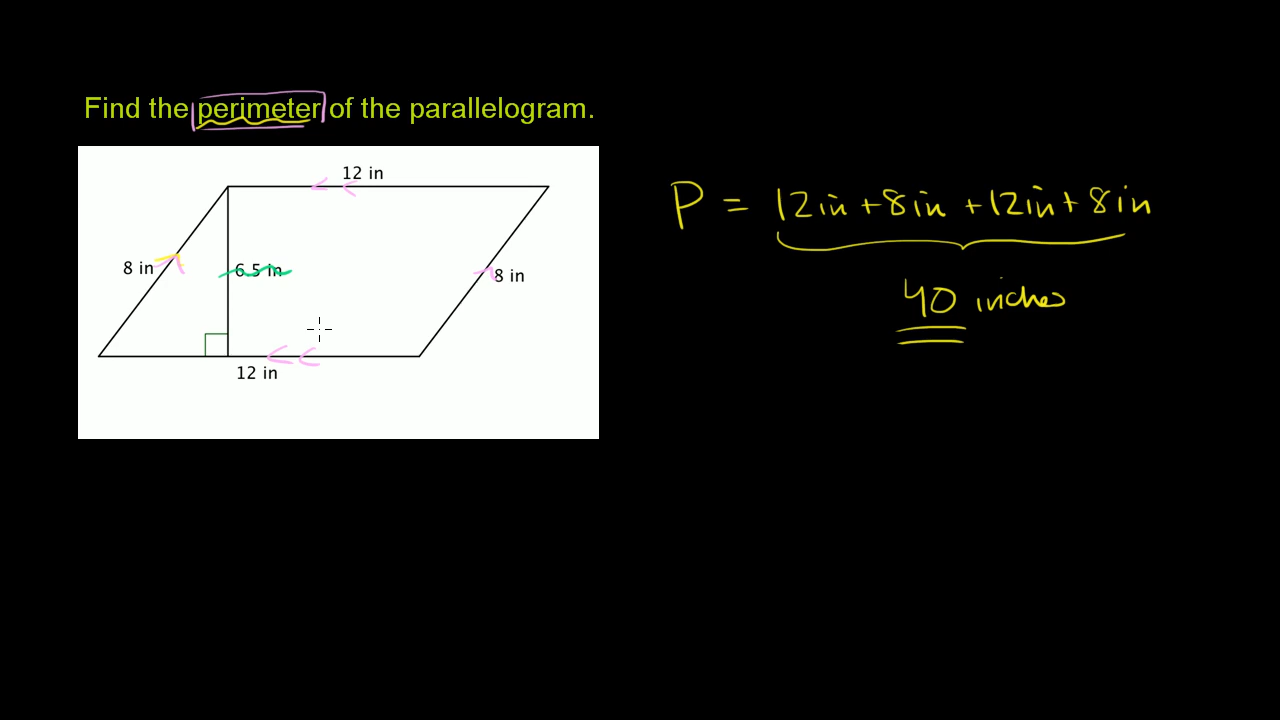 Find the perimeter of the parallelogram.
12 in
P = 12in + 8in + 12in + 8in
8 in
6.5 in
8 in
40 inches
12 in